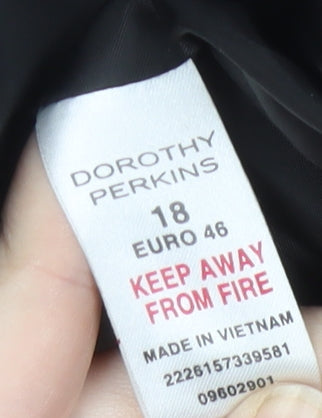 DOROTHY
PERKINS
18
EURO 46
KEEP AWAY
FROM FIRE
MADE IN VIETNAM
2226157339581
09602901